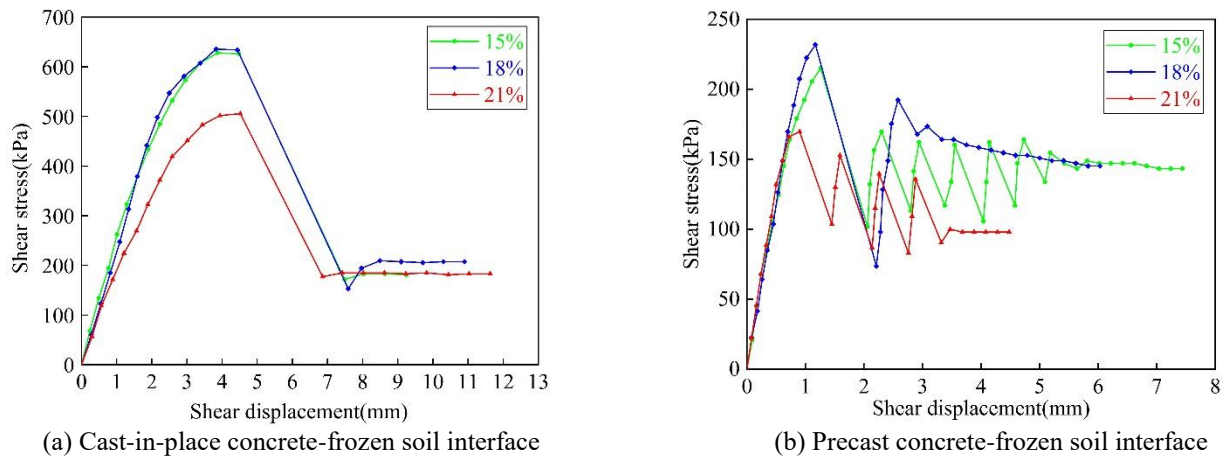 700
600
500
400
300
200
100
0
Shear stress(kPa)
15%
18%
21%
0 1 2 3 4 5 6 7 8 9 10 11 12 13
Shear displacement(mm)
(a) Cast-in-place concrete-frozen soil interface
250
200
150
100
50
0
Shear stress(kPa)
15%
18%
21%
0 1 2 3 4 5 6 7 8
Shear displacement(mm)
(b) Precast concrete-frozen soil interface